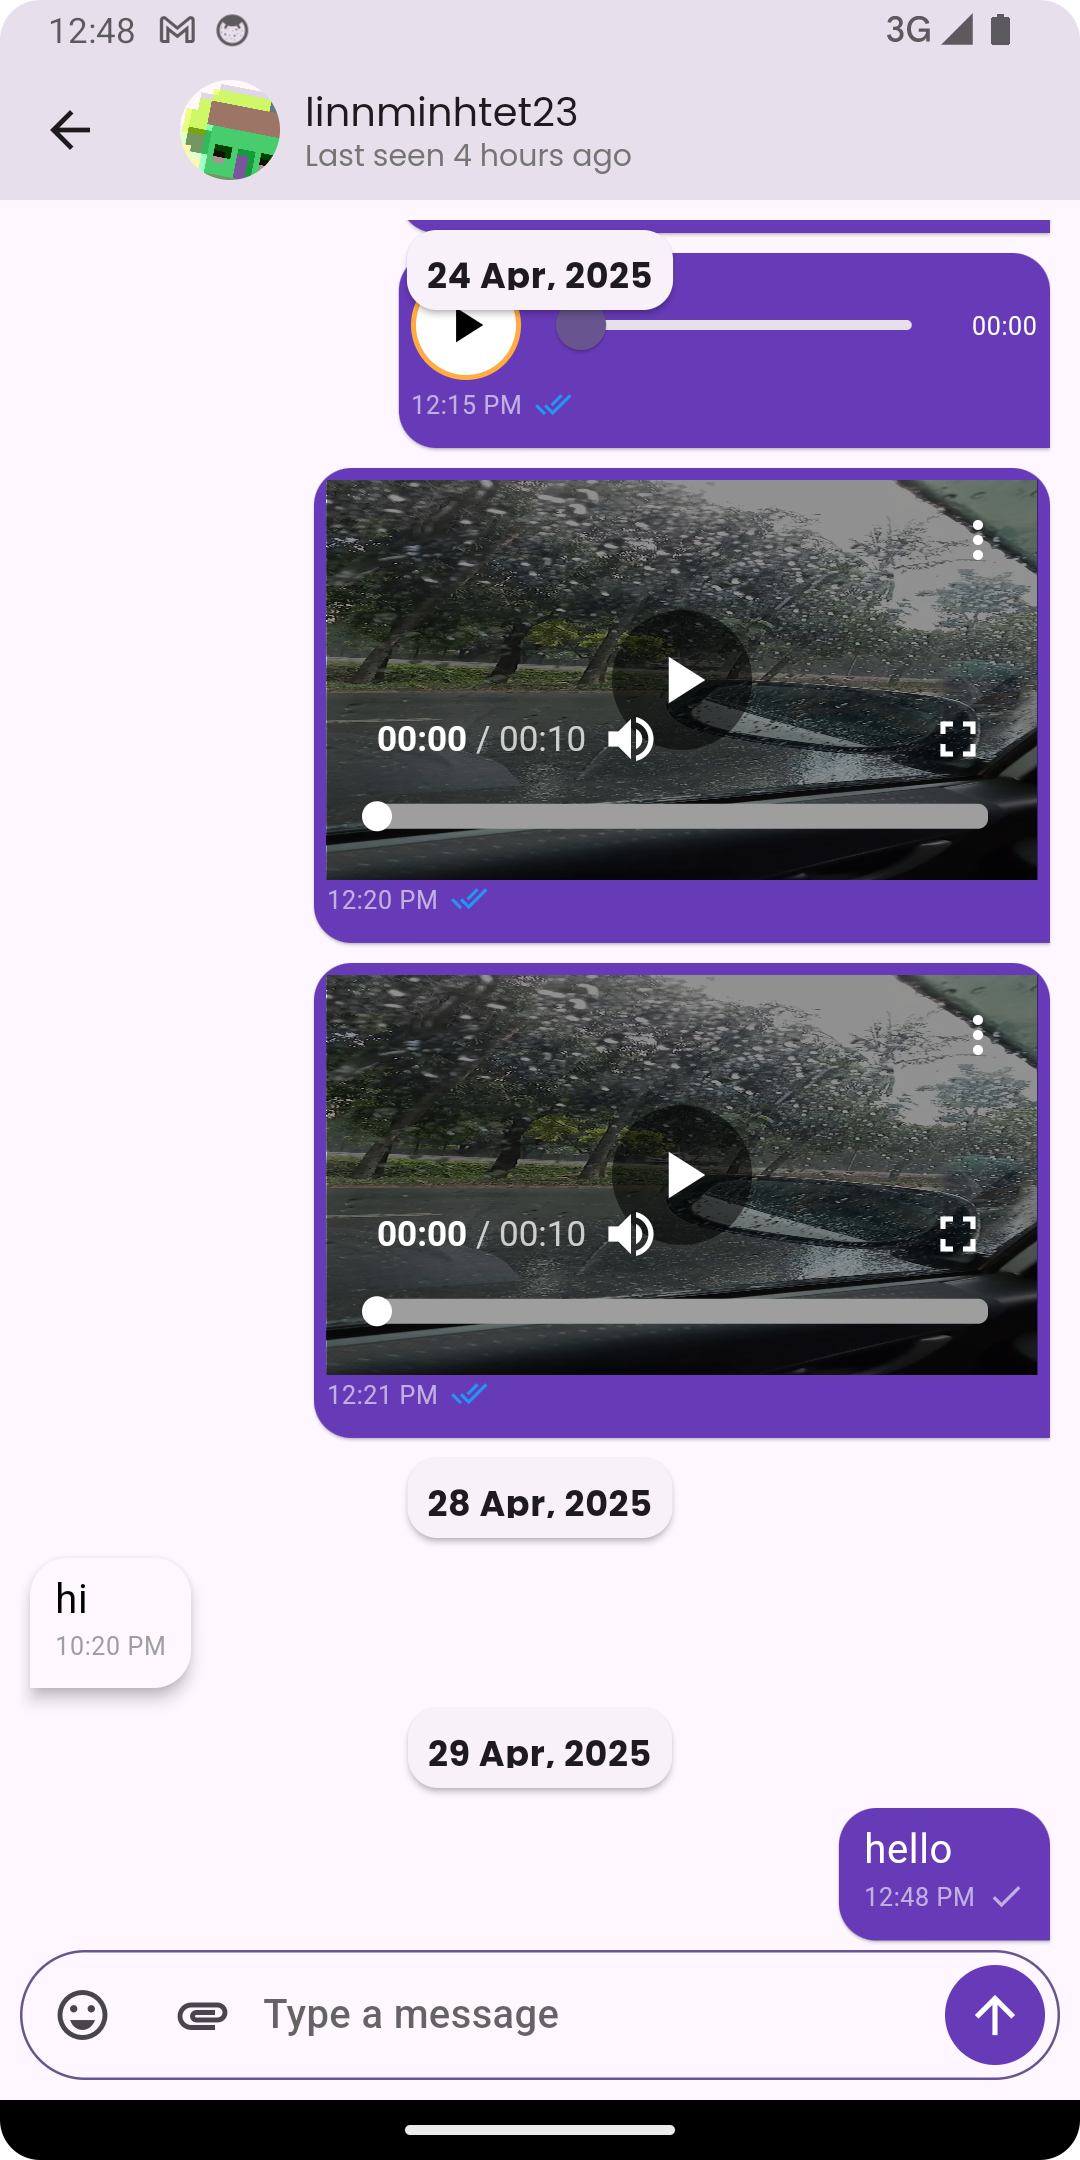 12:48
3G
linnminhtet23
Last seen 4 hours ago
24 Apr, 2025
00:00
12:15 PM
00:00 / 00:10
12:20 PM
00:00 / 00:10
12:21 PM
28 Apr, 2025
hi
10:20 PM
29 Apr, 2025
hello
12:48 PM
Type a message